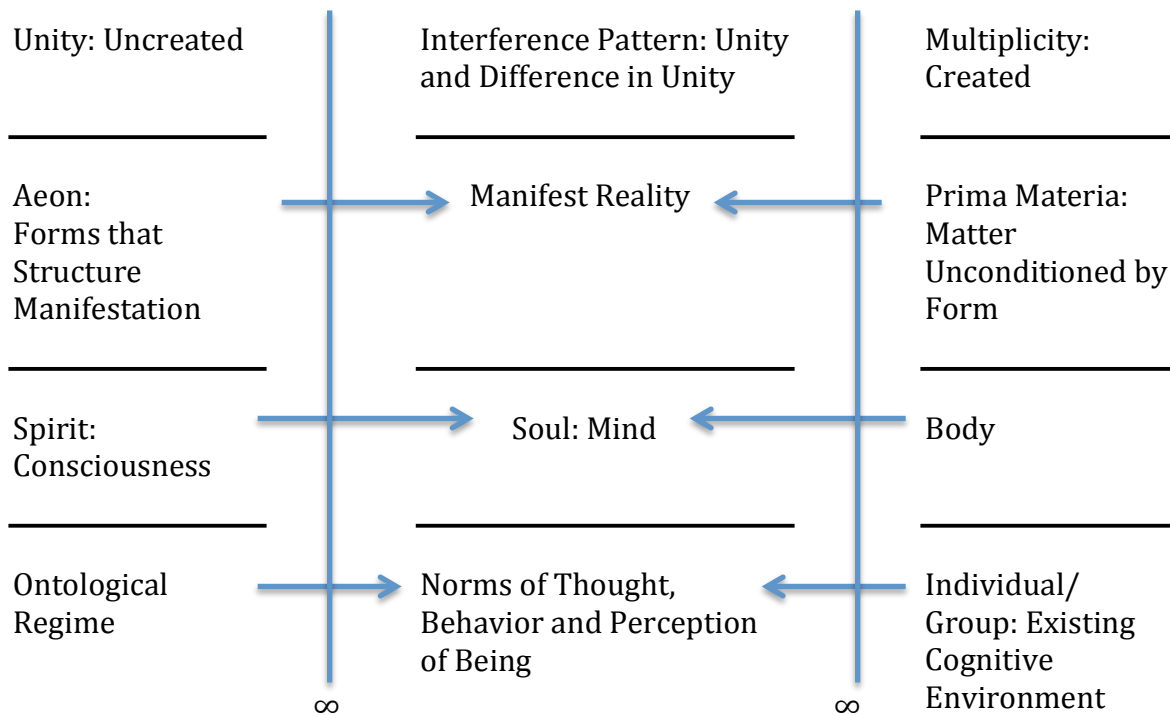 Unity: Uncreated
Interference Pattern: Unity
and Difference in Unity
Multiplicity:
Created
Aeon:
Forms that
Structure
Manifestation
Manifest Reality
Prima Materia:
Matter
Unconditioned by
Form
Spirit:
Consciousness
Soul: Mind
Body
Ontological
Regime
Norms of Thought,
Behavior and Perception
of Being
Individual/
Group: Existing
Cognitive
Environment
∞
∞